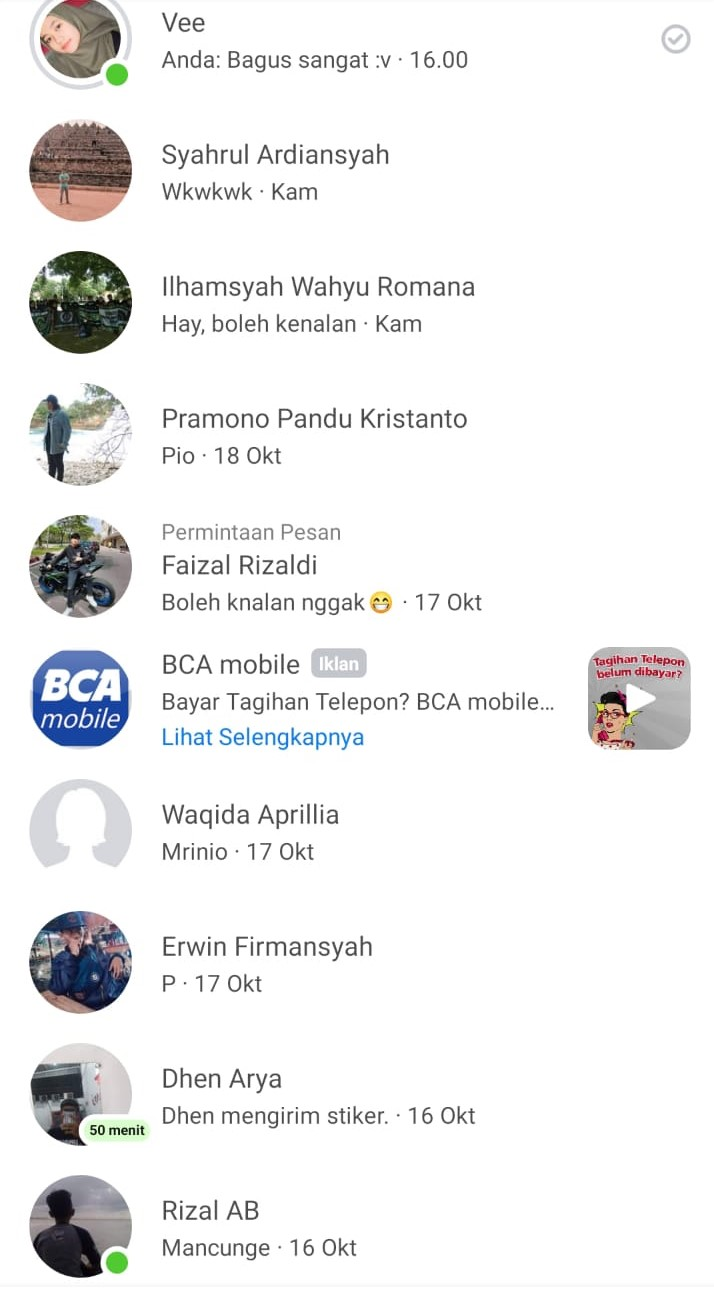 Vee
Anda: Bagus sangat :v · 16.00
Syahrul Ardiansyah
Wkwkwk · Kam
Ilhamsyah Wahyu Romana
Hay, boleh kenalan · Kam
Pramono Pandu Kristanto
Pio · 18 Okt
Permintaan Pesan
Faizal Rizaldi
Boleh knalan nggak😁 · 17 Okt
BCA mobile
BCA mobile Iklan
Bayar Tagihan Telepon? BCA mobile...
Lihat Selengkapnya
Tagihan Telepon
belum dibayar?
Waqida Aprillia
Mrinio · 17 Okt
Erwin Firmansyah
P · 17 Okt
Dhen Arya
Dhen mengirim stiker. · 16 Okt
50 menit
Rizal AB
Mancunge · 16 Okt